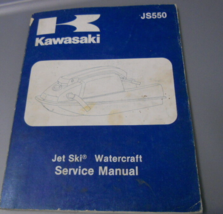 JS550
Kawasaki
Jet Ski® Watercraft
Service Manual